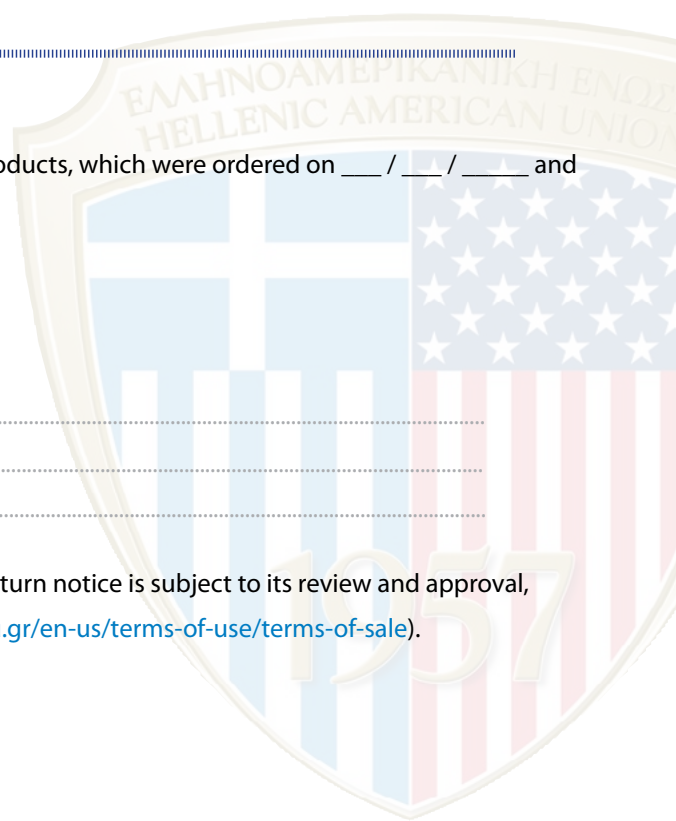 ΕΛΛΗΝΟΑΜΕΡΙΚΑΝΙΚΗ ΕΝΩΣ
HELLENIC AMERICAN UNION
oducts, which were ordered on ___ / ___ / _____ and
turn notice is subject to its review and approval,
.gr/en-us/terms-of-use/terms-of-sale).
1957